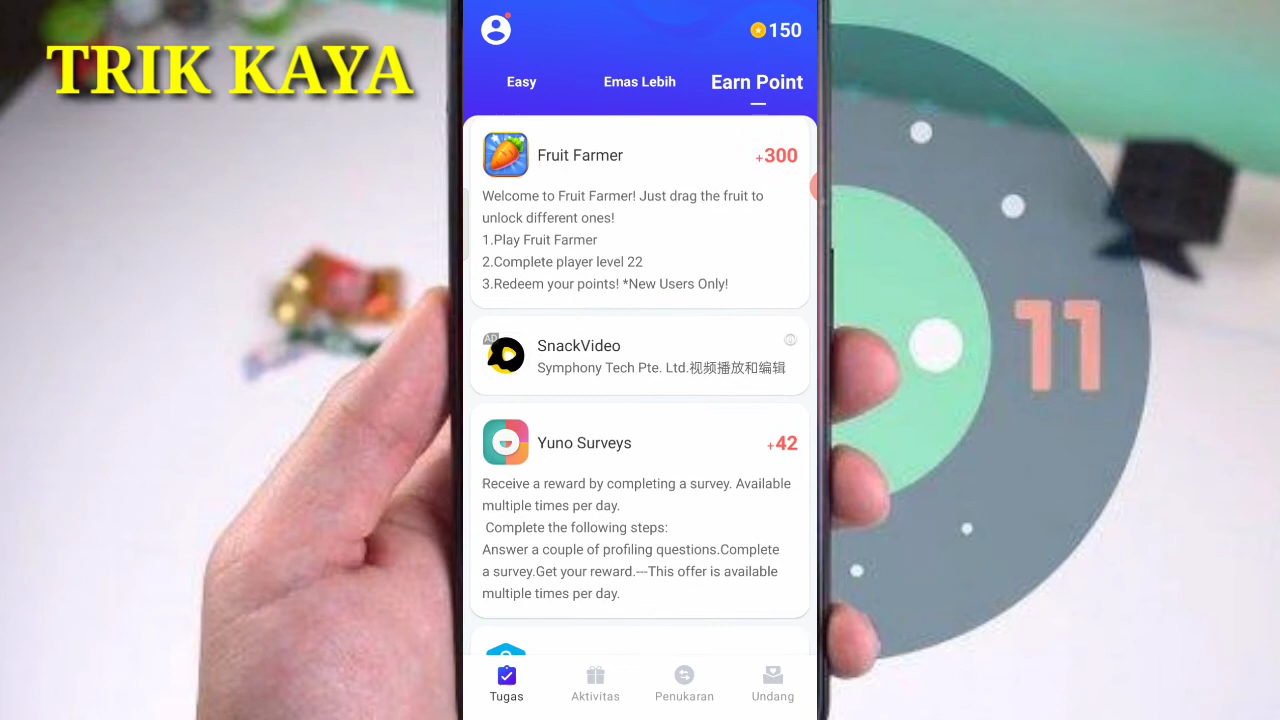 TRIK KAYA
150
Easy
Emas Lebih
Earn Point
Fruit Farmer
+300
Welcome to Fruit Farmer! Just drag the fruit to
unlock different ones!
1.Play Fruit Farmer
2.Complete player level 22
3.Redeem your points! *New Users Only!
AD
SnackVideo
Symphony Tech Pte. Ltd.视频播放和编辑
Yuno Surveys
+42
Receive a reward by completing a survey. Available
multiple times per day.
Complete the following steps:
Answer a couple of profiling questions.Complete
a survey.Get your reward.---This offer is available
multiple times per day.
Tugas
Aktivitas
Penukaran
Undang
11